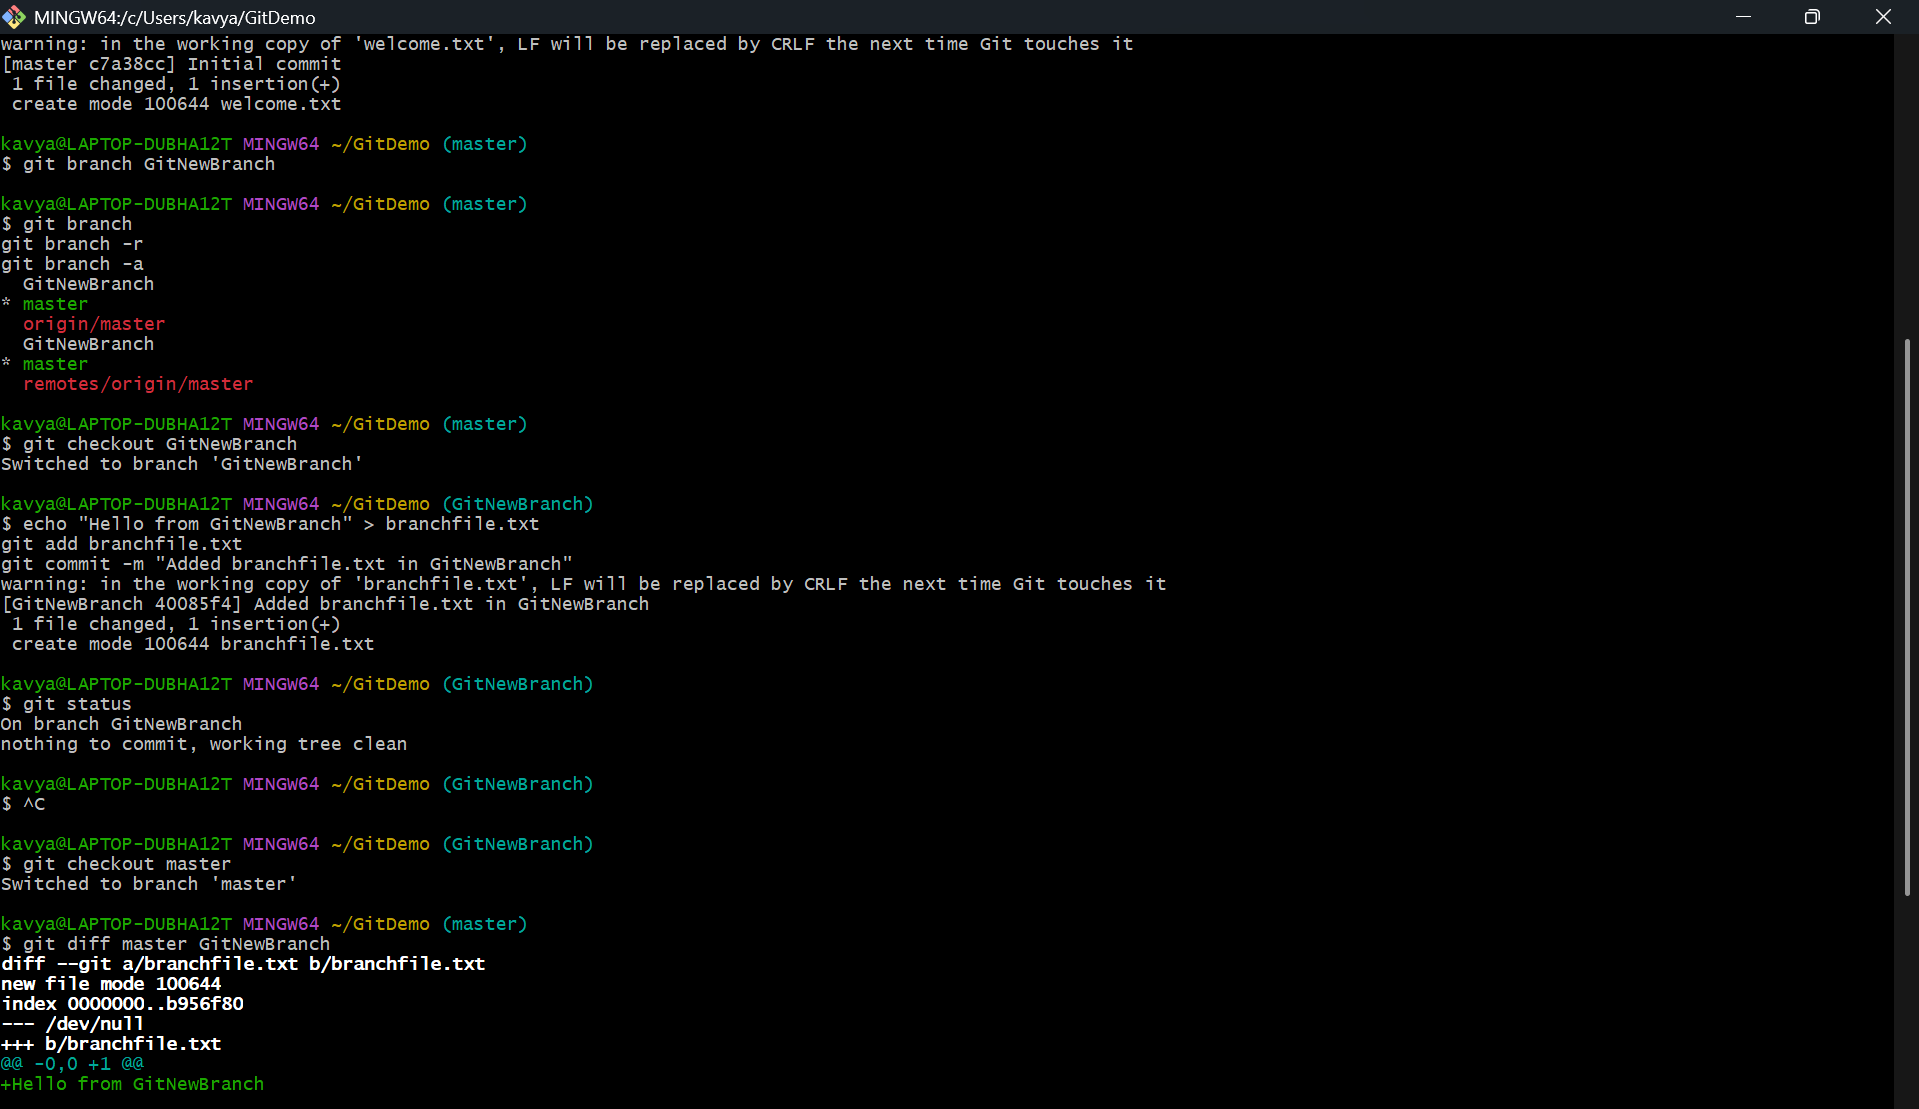 MINGW64:/c/Users/kavya/GitDemo
warning: in the working copy of 'welcome.txt', LF will be replaced by CRLF the next time Git touches it
[master c7a38cc] Initial commit
 1 file changed, 1 insertion(+)
 create mode 100644 welcome.txt

kavya@LAPTOP-DUBHA12T MINGW64 ~/GitDemo (master)
$ git branch GitNewBranch

kavya@LAPTOP-DUBHA12T MINGW64 ~/GitDemo (master)
$ git branch
git branch -r
git branch -a
  GitNewBranch
* master
  origin/master
  GitNewBranch
* master
  remotes/origin/master

kavya@LAPTOP-DUBHA12T MINGW64 ~/GitDemo (master)
$ git checkout GitNewBranch
Switched to branch 'GitNewBranch'

kavya@LAPTOP-DUBHA12T MINGW64 ~/GitDemo (GitNewBranch)
$ echo "Hello from GitNewBranch" > branchfile.txt
git add branchfile.txt
git commit -m "Added branchfile.txt in GitNewBranch"
warning: in the working copy of 'branchfile.txt', LF will be replaced by CRLF the next time Git touches it
[GitNewBranch 40085f4] Added branchfile.txt in GitNewBranch
 1 file changed, 1 insertion(+)
 create mode 100644 branchfile.txt

kavya@LAPTOP-DUBHA12T MINGW64 ~/GitDemo (GitNewBranch)
$ git status
On branch GitNewBranch
nothing to commit, working tree clean

kavya@LAPTOP-DUBHA12T MINGW64 ~/GitDemo (GitNewBranch)
$ ^C

kavya@LAPTOP-DUBHA12T MINGW64 ~/GitDemo (GitNewBranch)
$ git checkout master
Switched to branch 'master'

kavya@LAPTOP-DUBHA12T MINGW64 ~/GitDemo (master)
$ git diff master GitNewBranch
diff --git a/branchfile.txt b/branchfile.txt
new file mode 100644
index 0000000..b956f80
--- /dev/null
+++ b/branchfile.txt
@@ -0,0 +1 @@
+Hello from GitNewBranch